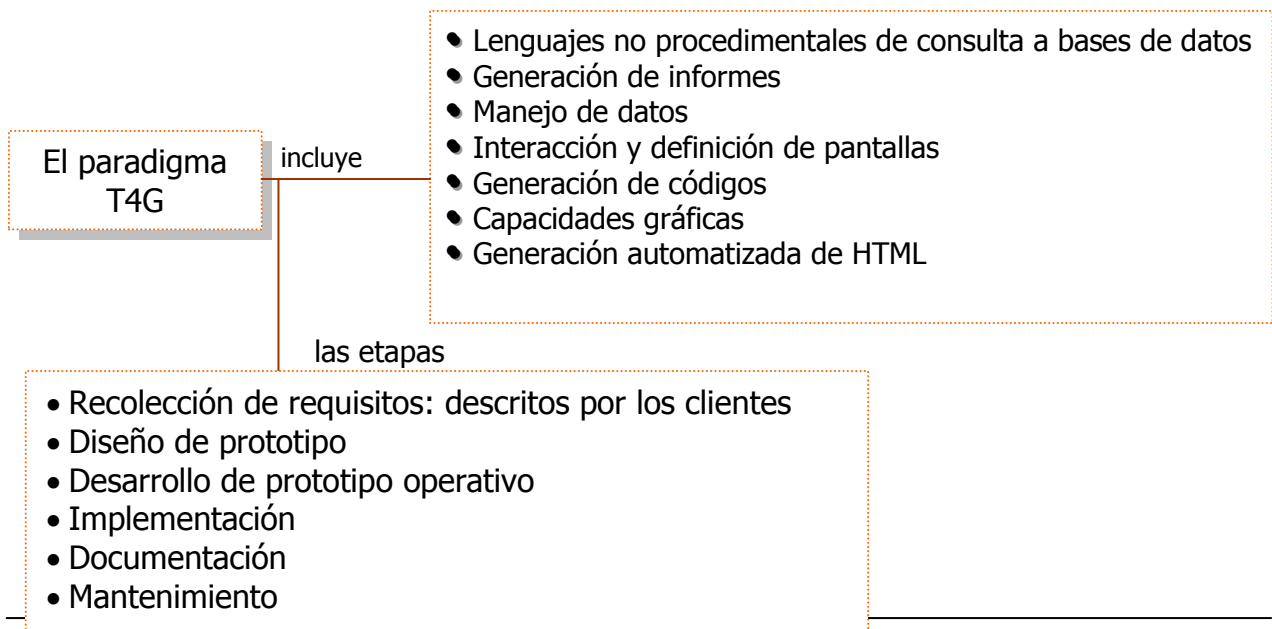 El paradigma
T4G
incluye
• Lenguajes no procedimentales de consulta a bases de datos
• Generación de informes
• Manejo de datos
• Interacción y definición de pantallas
• Generación de códigos
• Capacidades gráficas
• Generación automatizada de HTML
las etapas
• Recolección de requisitos: descritos por los clientes
• Diseño de prototipo
• Desarrollo de prototipo operativo
• Implementación
• Documentación
• Mantenimiento